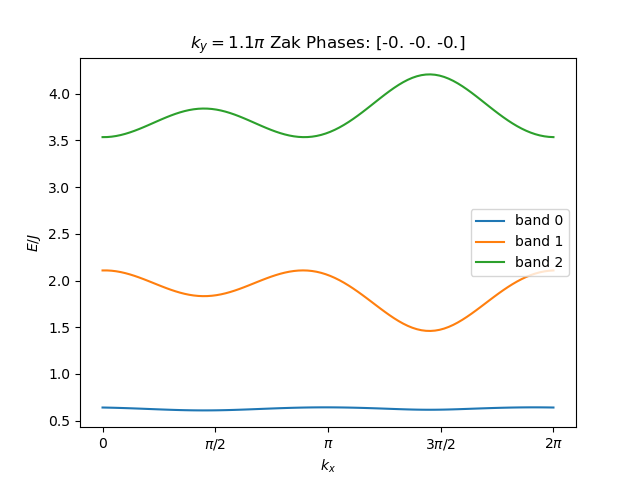 k_y = 1.1π Zak Phases: [-0. -0. -0.]
4.0
3.5
3.0
2.5
2.0
1.5
1.0
0.5
E/J
band 0
band 1
band 2
0
π/2
π
3π/2
2π
k_x